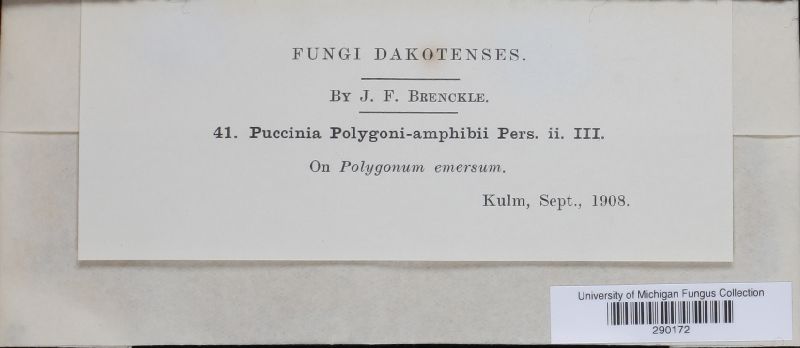 FUNGI DAKOTENSES.
BY J. F. BRENCKLE.
41. Puccinia Polygoni-amphibii Pers. ii. III.
On Polygonum emersum.
Kulm, Sept., 1908.
University of Michigan Fungus Collection
290172